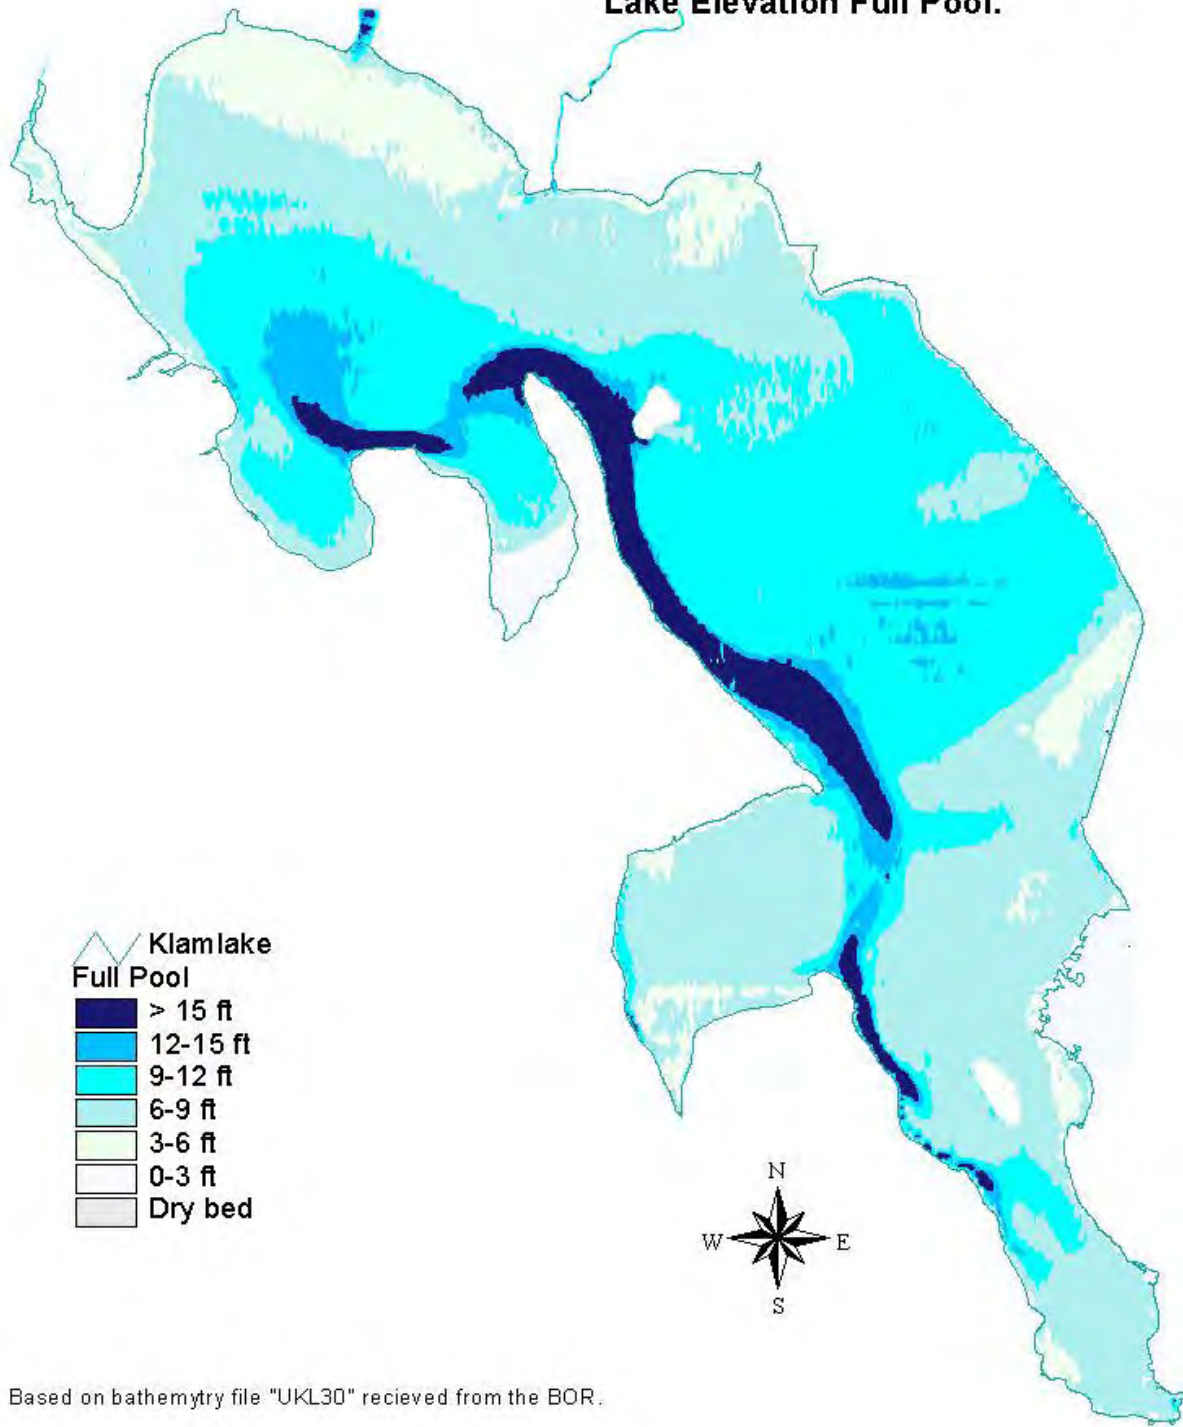 Lake Elevation Full Pool.
Klamlake
Full Pool
> 15 ft
12-15 ft
9-12 ft
6-9 ft
3-6 ft
0-3 ft
Dry bed
N
W E
S
Based on bathemytry file "UKL30" recieved from the BOR.